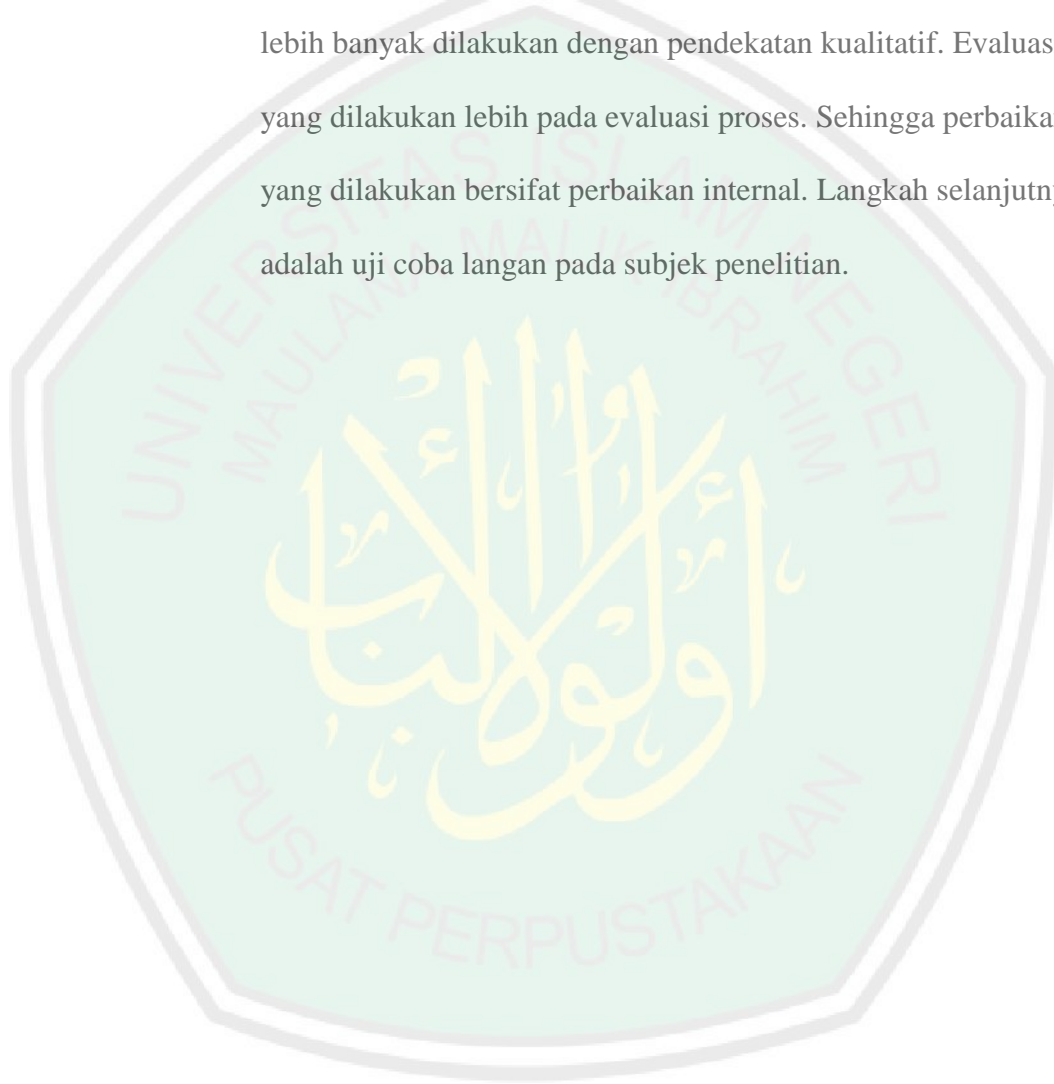 lebih banyak dilakukan dengan pendekatan kualitatif. Evaluas
yang dilakukan lebih pada evaluasi proses. Sehingga perbaika
yang dilakukan bersifat perbaikan internal. Langkah selanjutn
adalah uji coba langan pada subjek penelitian.
UNIVERSITAS ISLAM NEGERI
MAULANA MALIK IBRAHIM
أولوا الألباب
PUSAT PERPUSTAKAAN